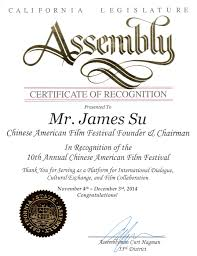 CALIFORNIA LEGISLATURE
Assembly
CERTIFICATE OF RECOGNITION
Presented To
Mr. James Su
Chinese American Film Festival Founder & Chairman
In Recognition of the
10th Annual Chinese American Film Festival
Thank You for Serving as a Platform for International Dialogue,
Cultural Exchange, and Film Collaboration.
November 4th - December 3rd, 2014
Congratulations!
Assemblyman Curt Hagman
55th District